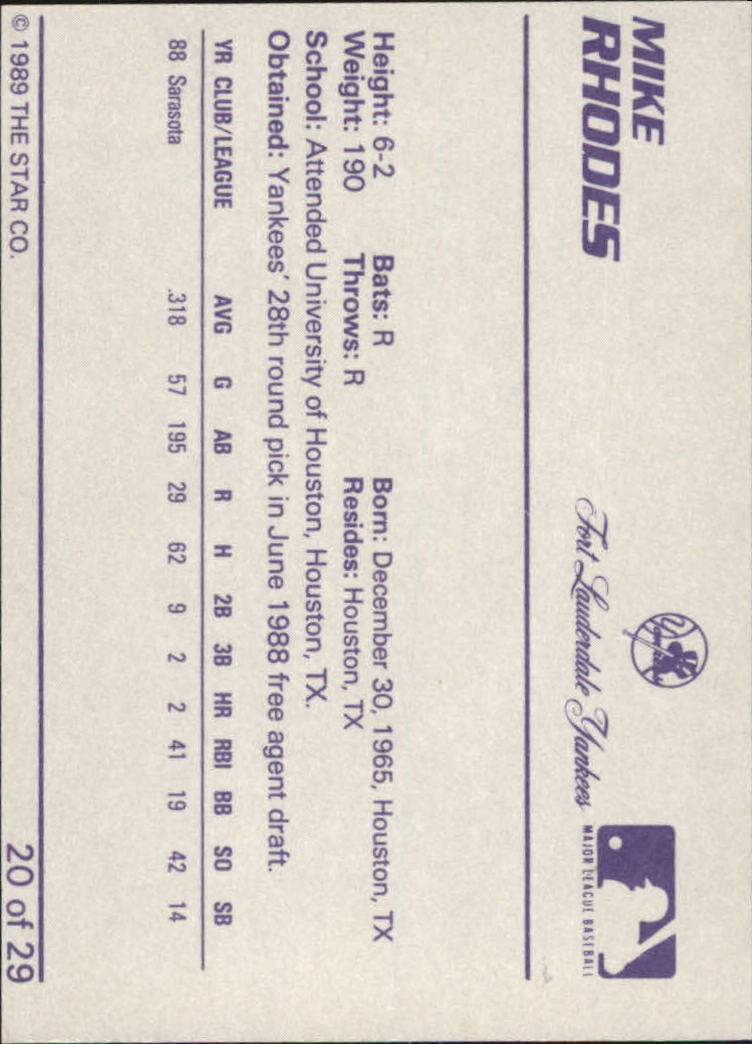 MIKE
RHODES
Fort Lauderdale Yankees
MAJOR LEAGUE BASEBALL
Height: 6-2 Bats: R Born: December 30, 1965, Houston, TX
Weight: 190 Throws: R Resides: Houston, TX
School: Attended University of Houston, Houston, TX.
Obtained: Yankees' 28th round pick in June 1988 free agent draft.
YR CLUB/LEAGUE AVG G AB R H 2B 3B HR RBI BB SO SB
88 Sarasota .318 57 195 29 62 9 2 2 41 19 42 14
© 1989 THE STAR CO. 20 of 29